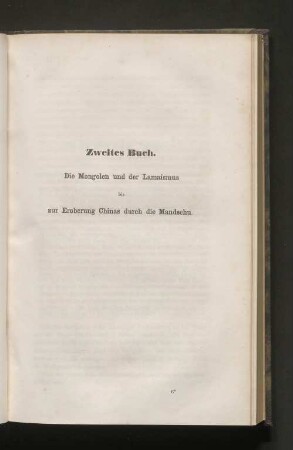 Zweites Buch.
Die Mongolen und der Lamaismus
bis
zur Eroberung Chinas durch die Mandschu.